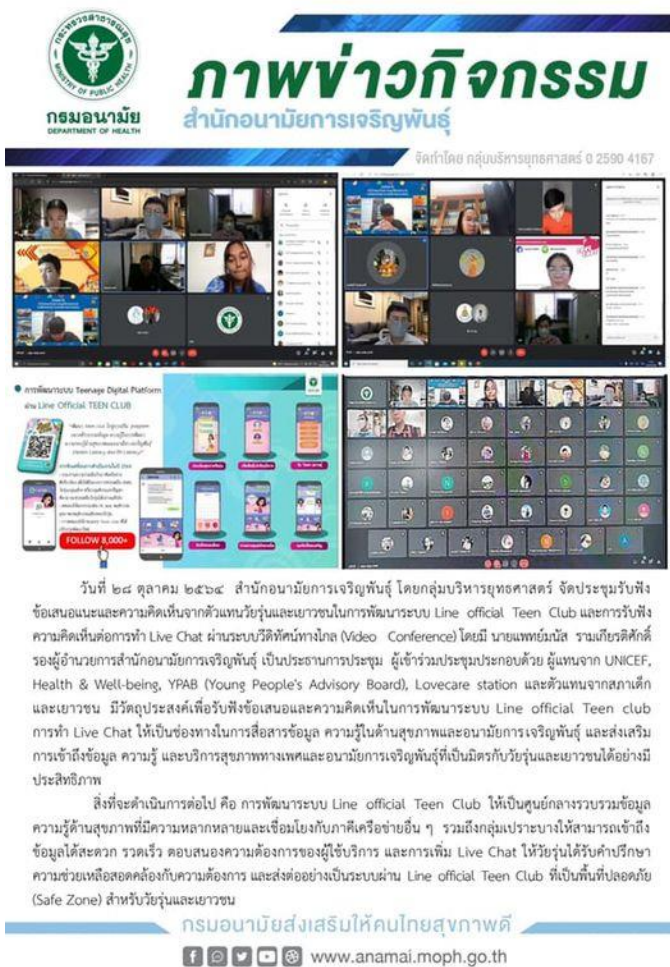 กระทรวงสาธารณสุข
MINISTRY OF PUBLIC HEALTH
กรมอนามัย
DEPARTMENT OF HEALTH
ภาพข่าวกิจกรรม
สำนักอนามัยการเจริญพันธุ์
จัดทำโดย กลุ่มบริหารยุทธศาสตร์ 0 2590 4167
การพัฒนาระบบ Teenage Digital Platform
ผ่าน Line Official TEEN CLUB
FOLLOW 8,000+
วันที่ ๒๘ ตุลาคม ๒๕๖๔ สำนักอนามัยการเจริญพันธุ์ โดยกลุ่มบริหารยุทธศาสตร์ จัดประชุมรับฟัง
ข้อเสนอแนะและความคิดเห็นจากตัวแทนวัยรุ่นและเยาวชนในการพัฒนาระบบ Line official Teen Club และการรับฟัง
ความคิดเห็นต่อการทำ Live Chat ผ่านระบบวีดิทัศน์ทางไกล (Video Conference) โดยมี นายแพทย์มนัส รามเกียรติศักดิ์
รองผู้อำนวยการสำนักอนามัยการเจริญพันธุ์ เป็นประธานการประชุม ผู้เข้าร่วมประชุมประกอบด้วย ผู้แทนจาก UNICEF,
Health & Well-being, YPAB (Young People's Advisory Board), Lovecare station และตัวแทนจากสภาเด็ก
และเยาวชน มีวัตถุประสงค์เพื่อรับฟังข้อเสนอและความคิดเห็นในการพัฒนาระบบ Line official Teen club
การทำ Live Chat ให้เป็นช่องทางในการสื่อสารข้อมูล ความรู้ในด้านสุขภาพและอนามัยการเจริญพันธุ์ และส่งเสริม
การเข้าถึงข้อมูล ความรู้ และบริการสุขภาพทางเพศและอนามัยการเจริญพันธุ์ที่เป็นมิตรกับวัยรุ่นและเยาวชนได้อย่างมี
ประสิทธิภาพ
สิ่งที่จะดำเนินการต่อไป คือ การพัฒนาระบบ Line official Teen Club ให้เป็นศูนย์กลางรวบรวมข้อมูล
ความรู้ด้านสุขภาพที่มีความหลากหลายและเชื่อมโยงกับภาคีเครือข่ายอื่น ๆ รวมถึงกลุ่มเปราะบางให้สามารถเข้าถึง
ข้อมูลได้สะดวก รวดเร็ว ตอบสนองความต้องการของผู้ใช้บริการ และการเพิ่ม Live Chat ให้วัยรุ่นได้รับคำปรึกษา
ความช่วยเหลือสอดคล้องกับความต้องการ และส่งต่ออย่างเป็นระบบผ่าน Line official Teen Club ที่เป็นพื้นที่ปลอดภัย
(Safe Zone) สำหรับวัยรุ่นและเยาวชน
กรมอนามัยส่งเสริมให้คนไทยสุขภาพดี
www.anamai.moph.go.th